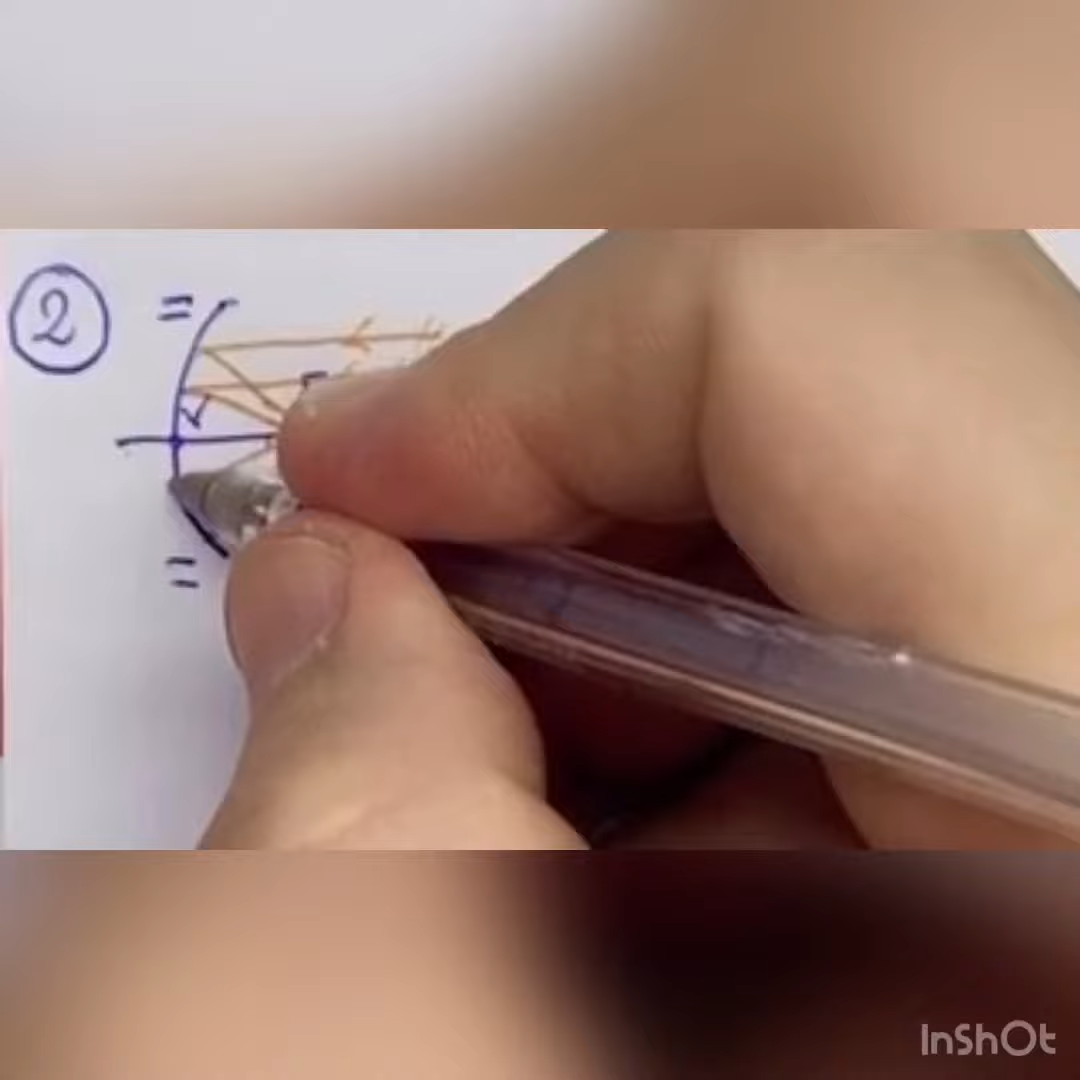 2
=
=
InShOt